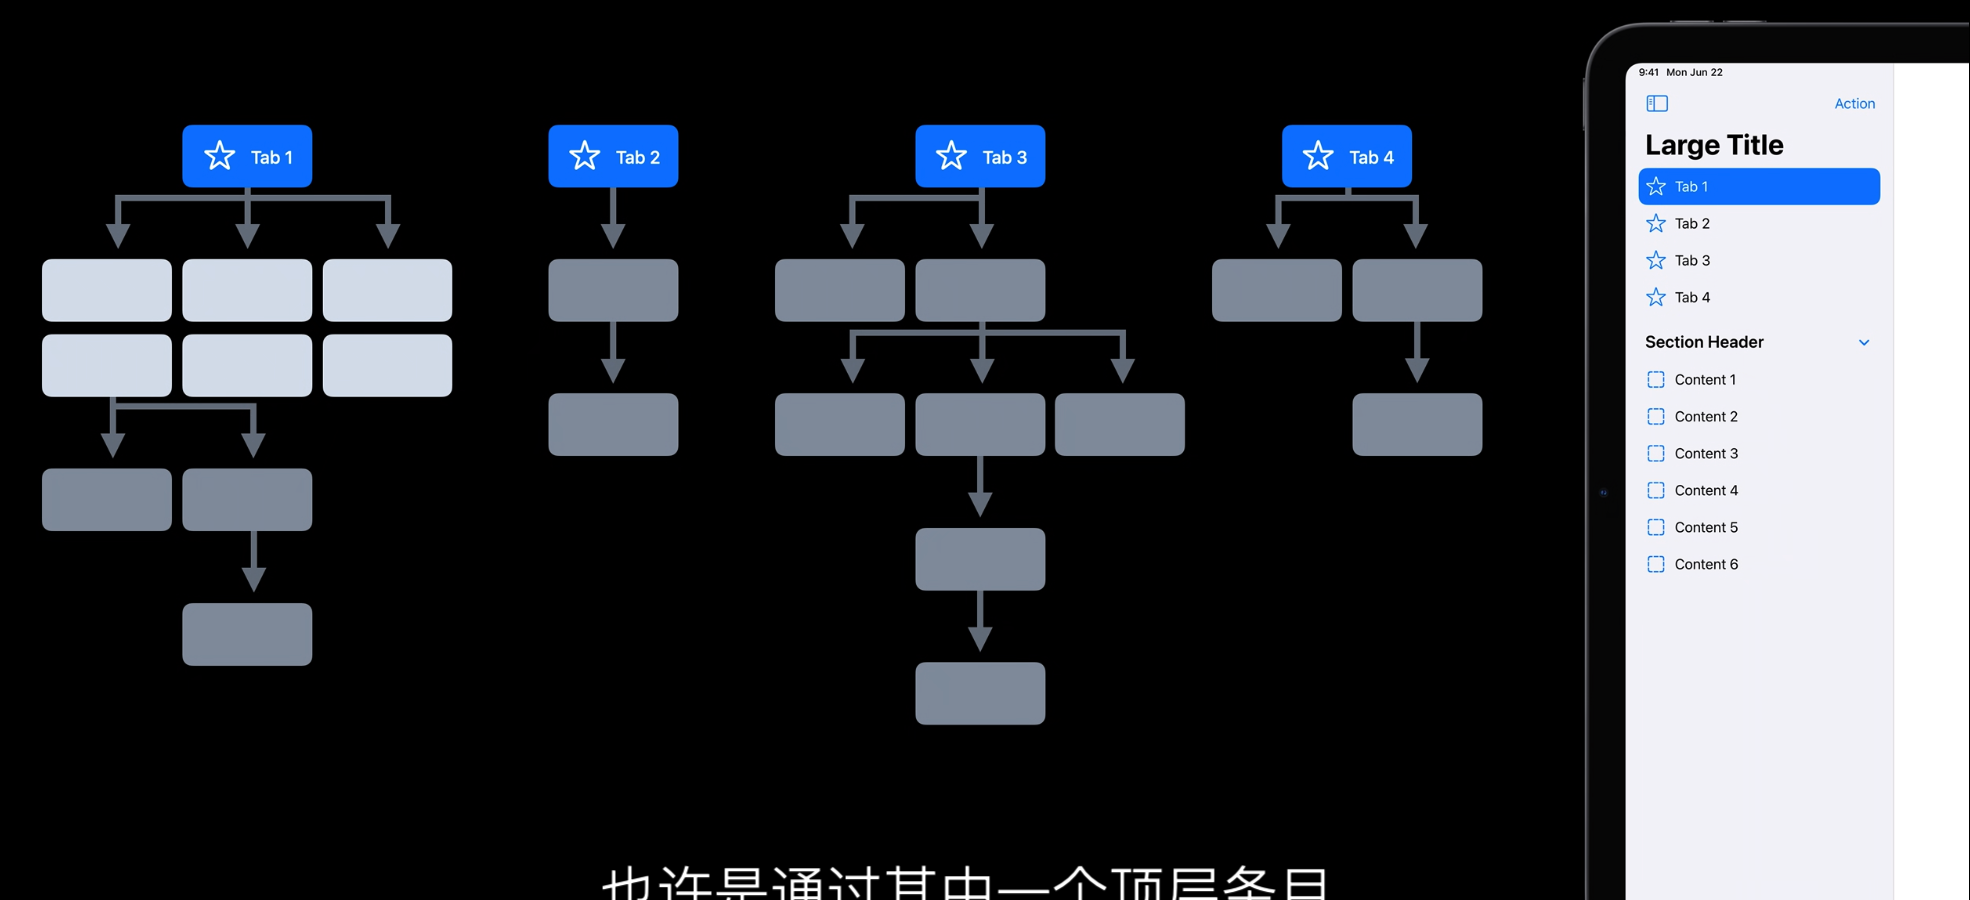 Tab 1
Tab 2
Tab 3
Tab 4
9:41 Mon Jun 22
Action
Large Title
Tab 1
Tab 2
Tab 3
Tab 4
Section Header
Content 1
Content 2
Content 3
Content 4
Content 5
Content 6
也许是通过其中一个顶层条目